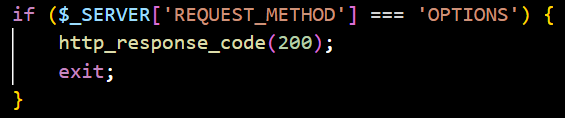 if ($_SERVER['REQUEST_METHOD'] === 'OPTIONS') {
    http_response_code(200);
    exit;
}